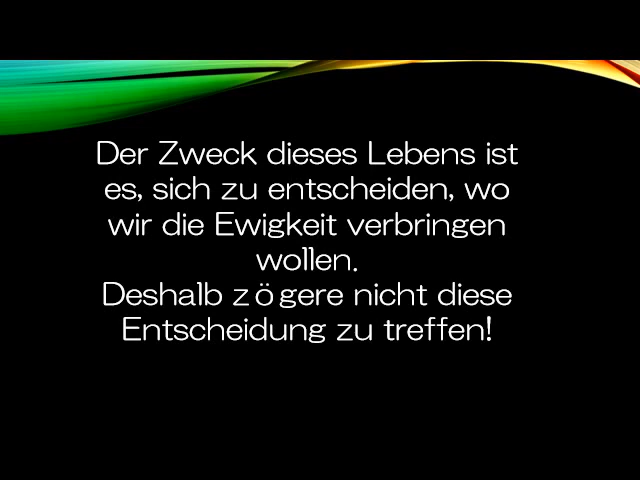 Der Zweck dieses Lebens ist
es, sich zu entscheiden, wo
wir die Ewigkeit verbringen
wollen.
Deshalb zögere nicht diese
Entscheidung zu treffen!